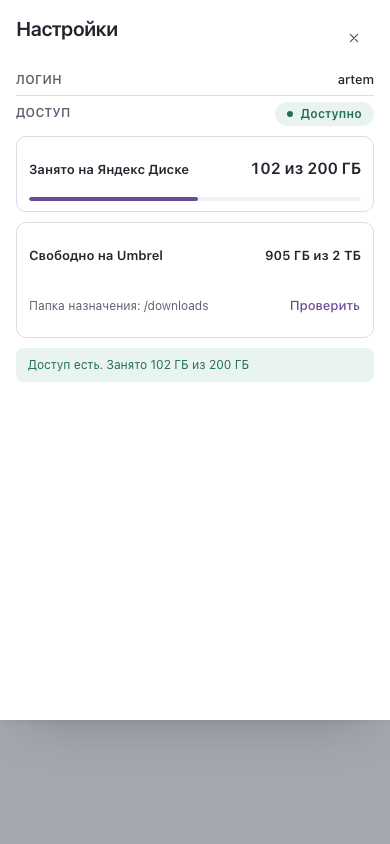 Настройки
ЛОГИН
artem
ДОСТУП
Доступно
Занято на Яндекс Диске
102 из 200 ГБ
Свободно на Umbrel
905 ГБ из 2 ТБ
Папка назначения: /downloads
Проверить
Доступ есть. Занято 102 ГБ из 200 ГБ